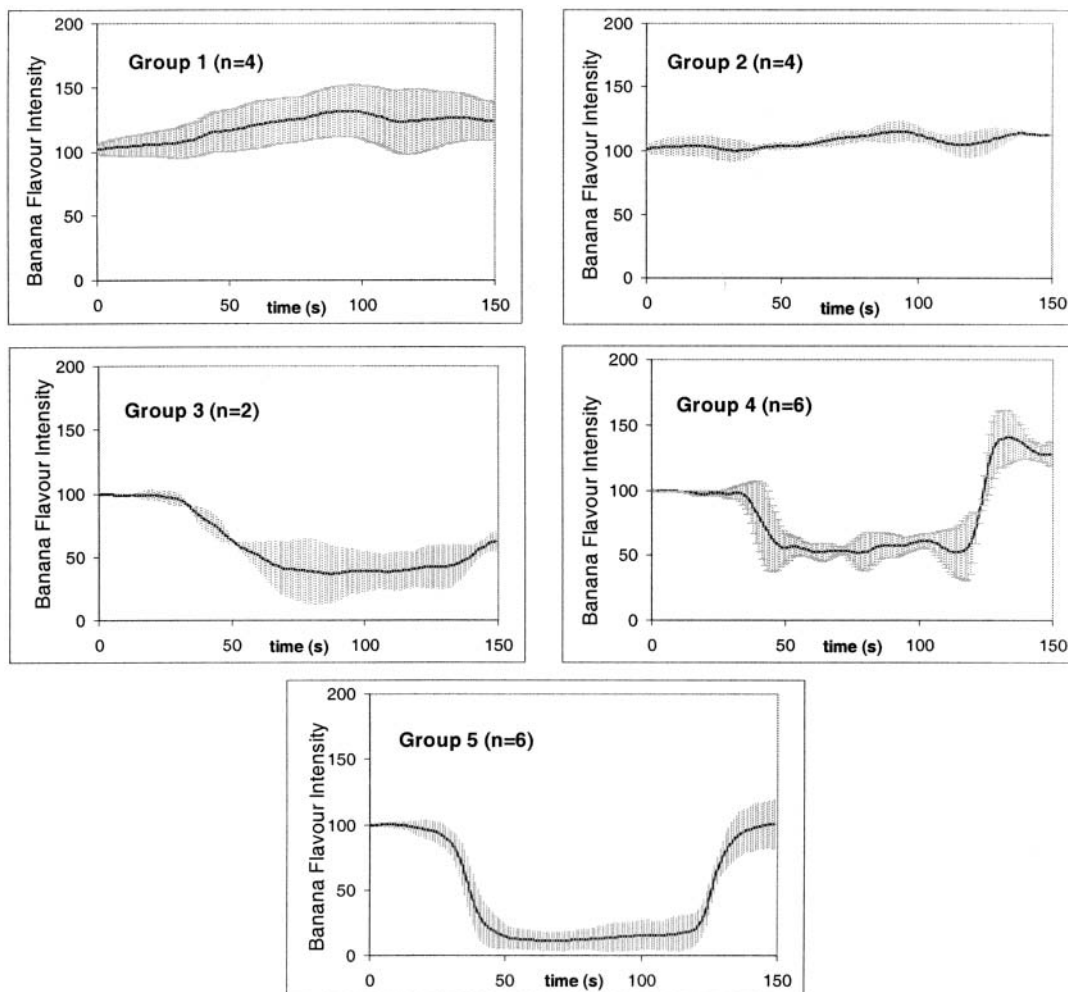 Group 1 (n=4)
Banana Flavour Intensity
200
150
100
50
0
0 50 100 150
time (s)
Group 2 (n=4)
Banana Flavour Intensity
200
150
100
50
0
0 50 100 150
time (s)
Group 3 (n=2)
Banana Flavour Intensity
200
150
100
50
0
0 50 100 150
time (s)
Group 4 (n=6)
Banana Flavour Intensity
200
150
100
50
0
0 50 100 150
time (s)
Group 5 (n=6)
Banana Flavour Intensity
200
150
100
50
0
0 50 100 150
time (s)